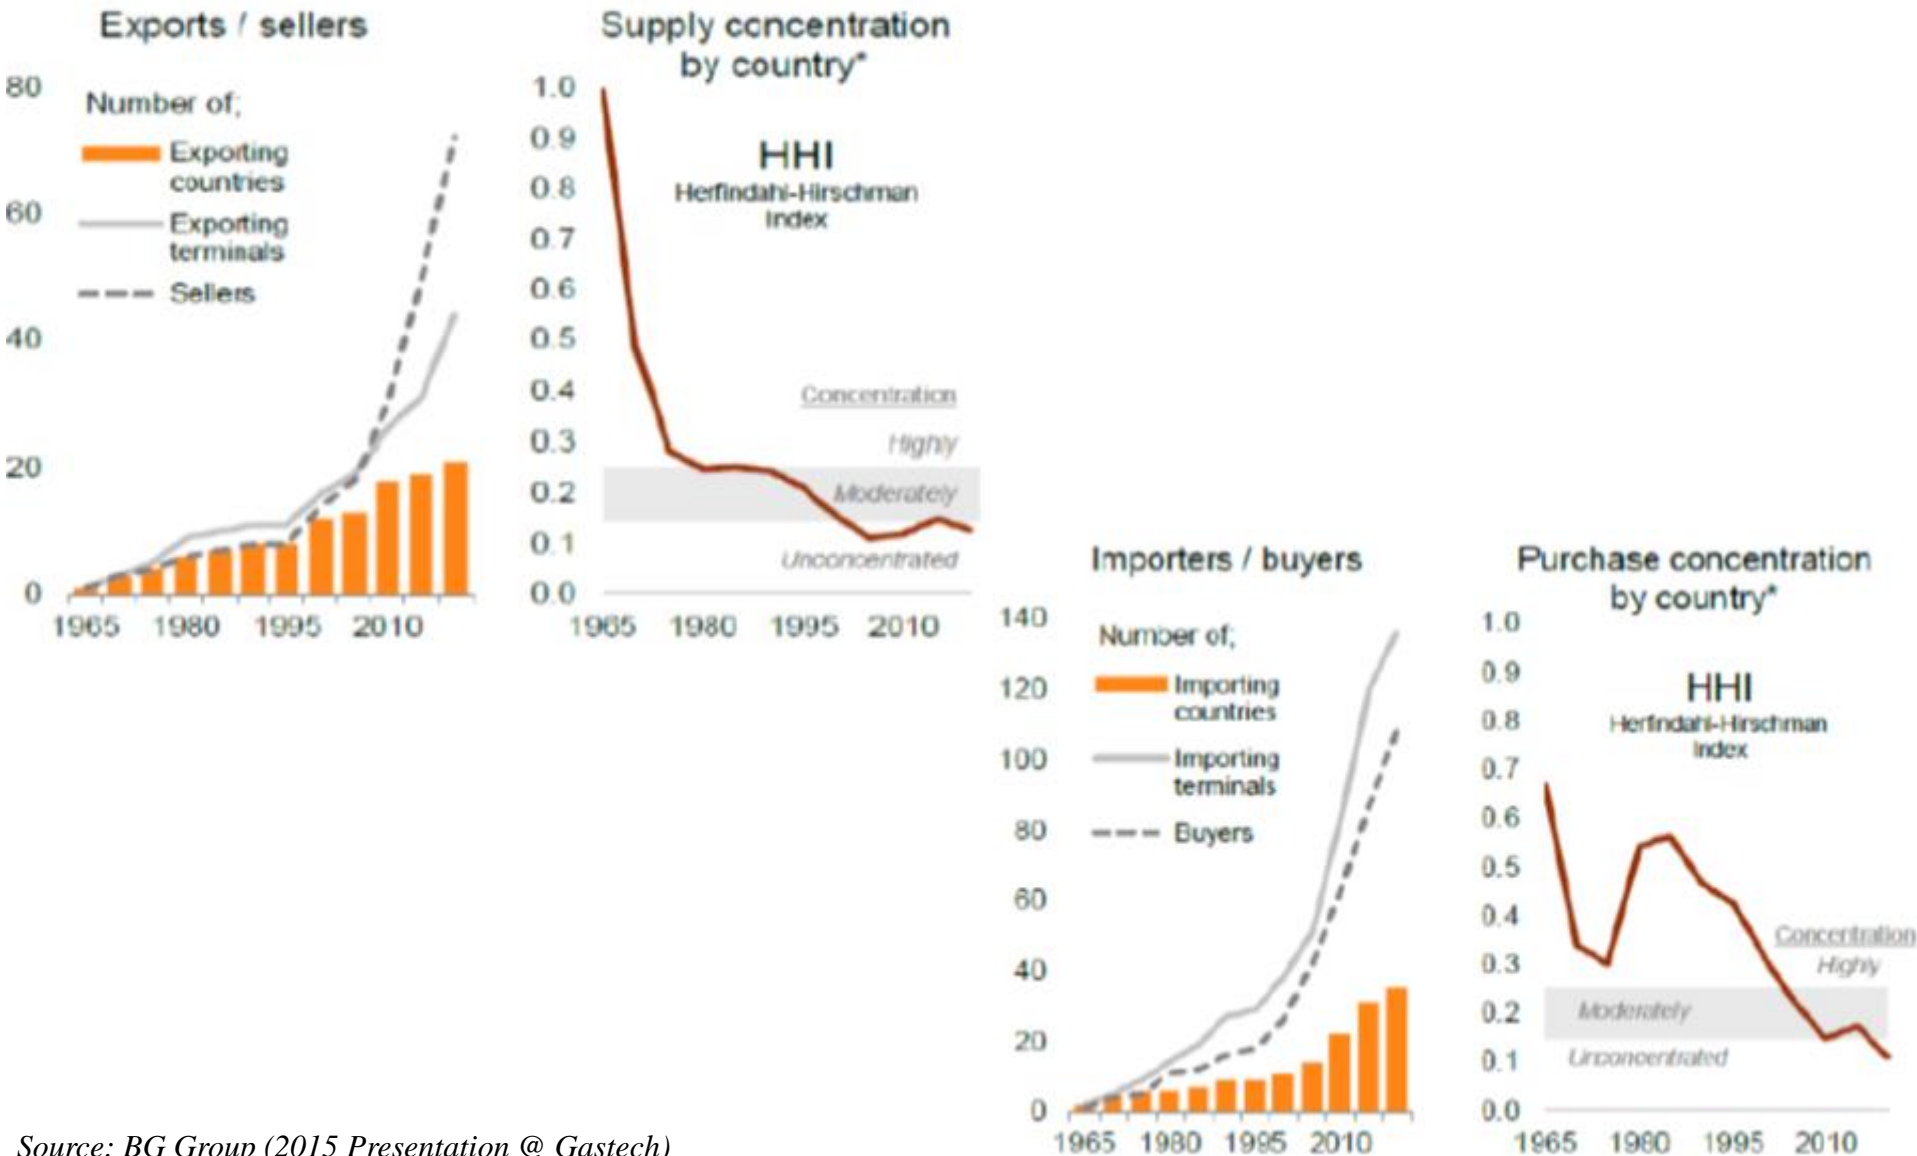 Exports / sellers
80
60
40
20
0
Number of;
Exporting
countries
Exporting
terminals
Sellers
1965 1980 1995 2010
Supply concentration
by country*
1.0
0.9
0.8
0.7
0.6
0.5
0.4
0.3
0.2
0.1
0.0
HHI
Herfindahl-Hirschman
Index
Concentration
Highly
Moderately
Unconcentrated
1965 1980 1995 2010
Importers / buyers
140
120
100
80
60
40
20
0
Number of;
Importing
countries
Importing
terminals
Buyers
1965 1980 1995 2010
Purchase concentration
by country*
1.0
0.9
0.8
0.7
0.6
0.5
0.4
0.3
0.2
0.1
0.0
HHI
Herfindahl-Hirschman
Index
Concentration
Highly
Moderately
Unconcentrated
1965 1980 1995 2010
Source: BG Group (2015 Presentation @ Gastech)